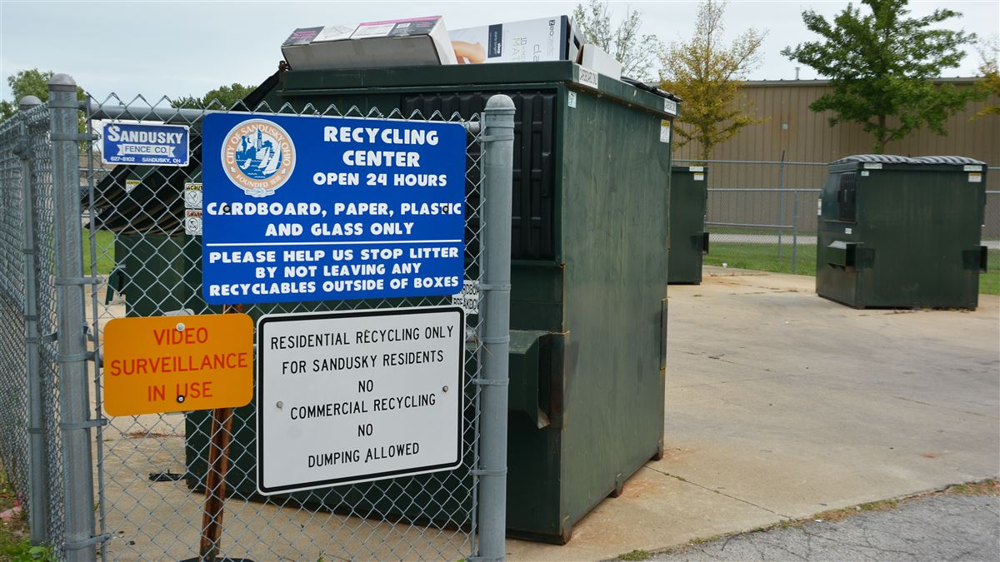 SANDUSKY
FENCE CO.
627-8102 SANDUSKY, OH
CITY OF SANDUSKY, OHIO
FOUNDED 1818
RECYCLING
CENTER
OPEN 24 HOURS
CARDBOARD, PAPER, PLASTIC
AND GLASS ONLY
PLEASE HELP US STOP LITTER
BY NOT LEAVING ANY
RECYCLABLES OUTSIDE OF BOXES
VIDEO
SURVEILLANCE
IN USE
RESIDENTIAL RECYCLING ONLY
FOR SANDUSKY RESIDENTS
NO
COMMERCIAL RECYCLING
NO
DUMPING ALLOWED